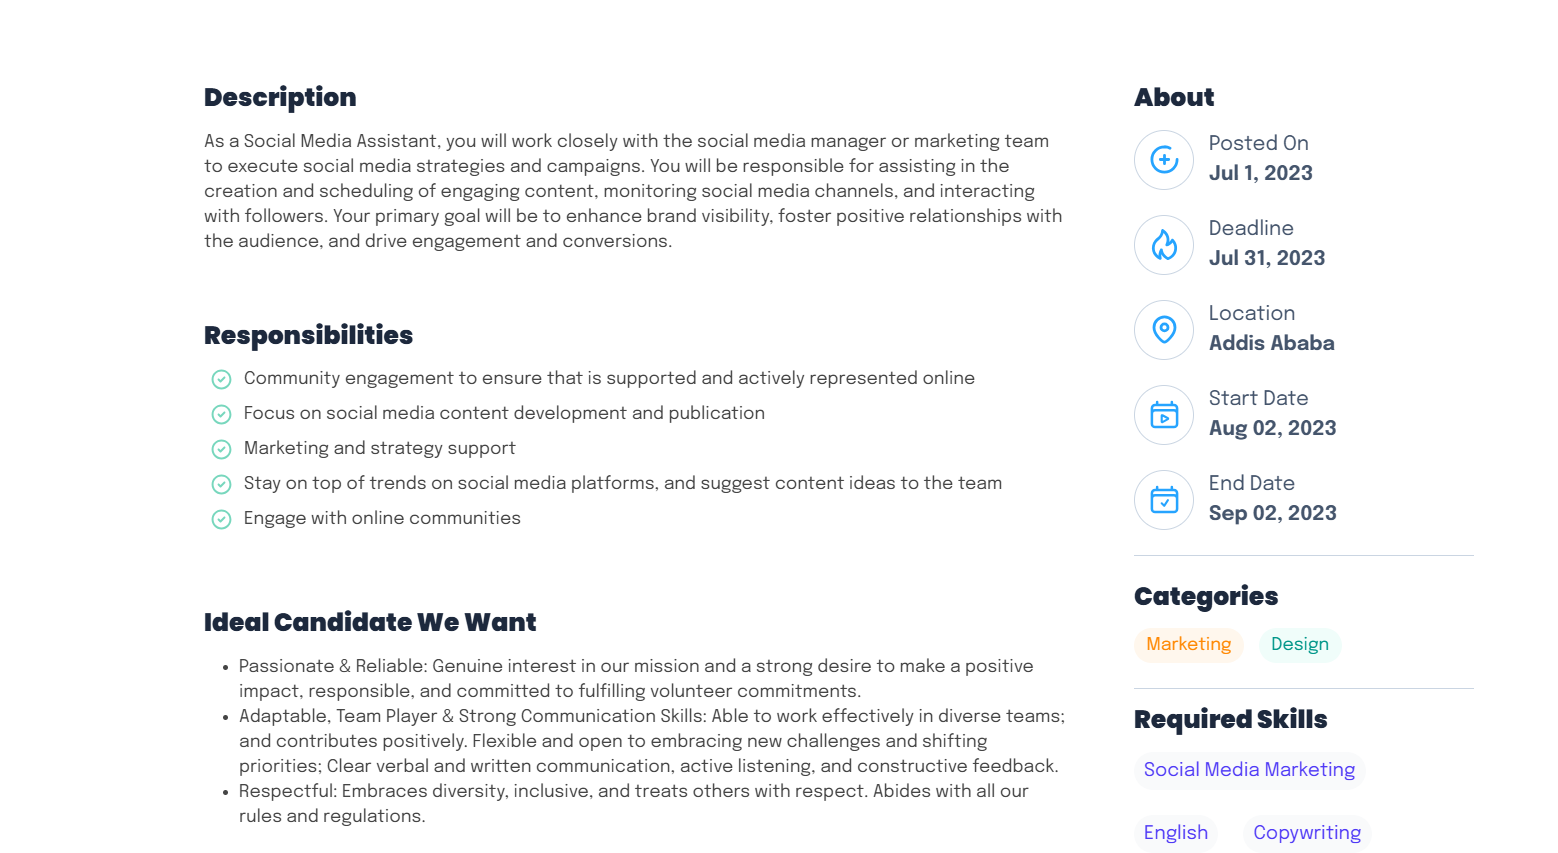 Description
As a Social Media Assistant, you will work closely with the social media manager or marketing team
to execute social media strategies and campaigns. You will be responsible for assisting in the
creation and scheduling of engaging content, monitoring social media channels, and interacting
with followers. Your primary goal will be to enhance brand visibility, foster positive relationships with
the audience, and drive engagement and conversions.
Responsibilities
Community engagement to ensure that is supported and actively represented online
Focus on social media content development and publication
Marketing and strategy support
Stay on top of trends on social media platforms, and suggest content ideas to the team
Engage with online communities
Ideal Candidate We Want
• Passionate & Reliable: Genuine interest in our mission and a strong desire to make a positive
impact, responsible, and committed to fulfilling volunteer commitments.
• Adaptable, Team Player & Strong Communication Skills: Able to work effectively in diverse teams;
and contributes positively. Flexible and open to embracing new challenges and shifting
priorities; Clear verbal and written communication, active listening, and constructive feedback.
• Respectful: Embraces diversity, inclusive, and treats others with respect. Abides with all our
rules and regulations.
About
Posted On
Jul 1, 2023
Deadline
Jul 31, 2023
Location
Addis Ababa
Start Date
Aug 02, 2023
End Date
Sep 02, 2023
Categories
Marketing Design
Required Skills
Social Media Marketing
English Copywriting